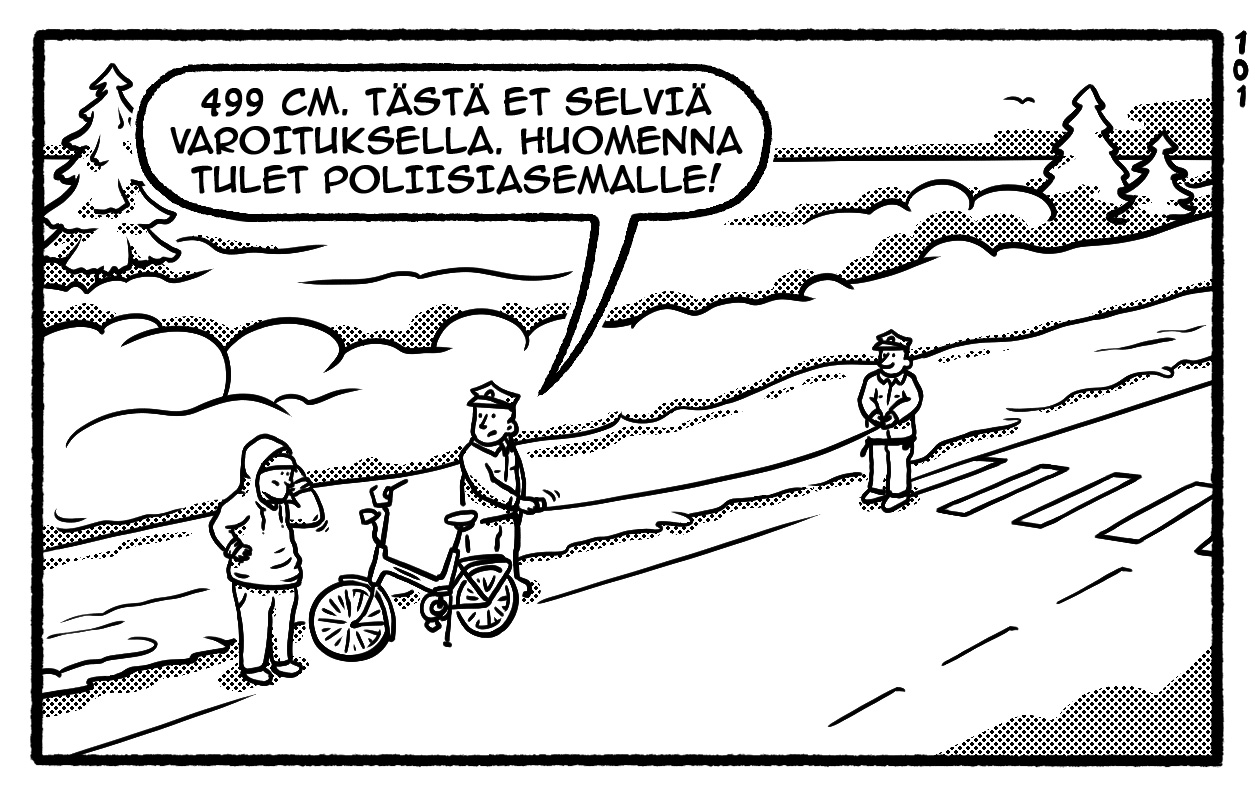 499 CM. TÄSTÄ ET SELVIÄ
VAROITUKSELLA. HUOMENNA
TULET POLIISIASEMALLE!
101